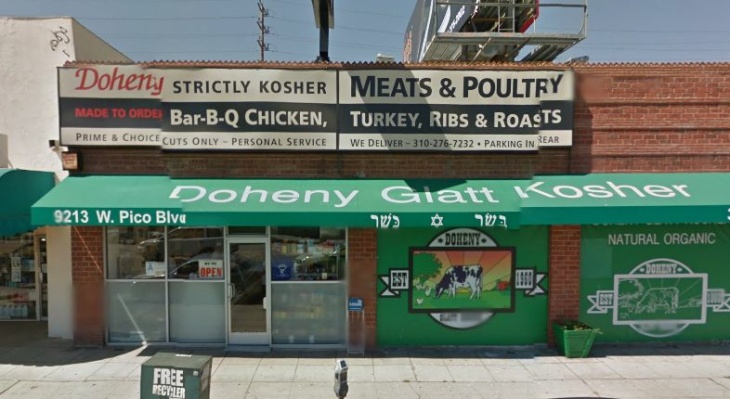 Doheny STRICTLY KOSHER MEATS & POULTRY
MADE TO ORDER Bar-B-Q CHICKEN, TURKEY, RIBS & ROASTS
PRIME & CHOICE CUTS ONLY – PERSONAL SERVICE WE DELIVER – 310-276-7232 • PARKING IN REAR
Doheny Glatt Kosher
9213 W. Pico Blvd
בשר כשר
DOHENY
EST
NATURAL ORGANIC
DOHENY
EST
OPEN
FREE
RECYCLER